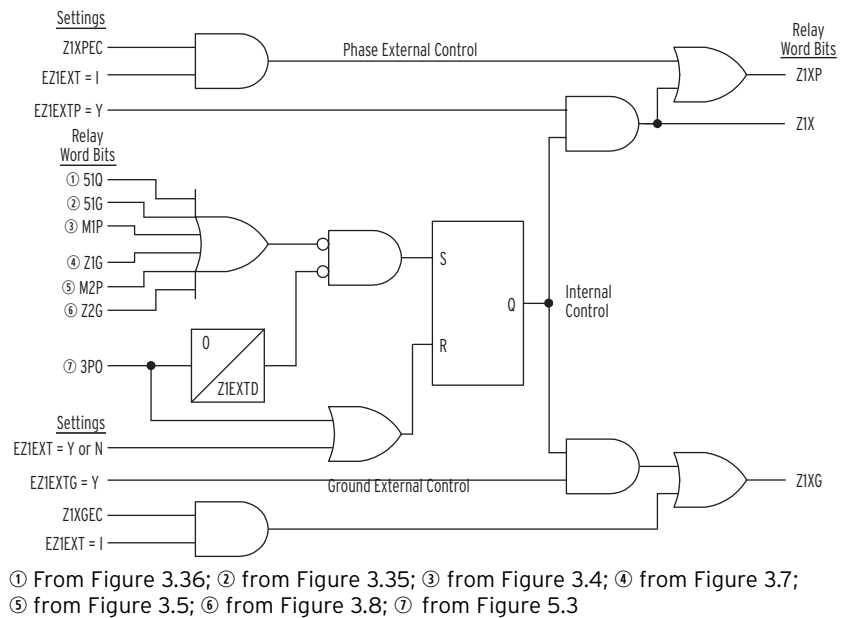 Settings
Z1XPEC
EZ1EXT = I
Phase External Control
Relay
Word Bits
Z1XP
EZ1EXTP = Y
Z1X
Relay
Word Bits
① 51Q
② 51G
③ M1P
④ Z1G
⑤ M2P
⑥ Z2G
S
Q
R
Internal
Control
⑦ 3PO
0
Z1EXTD
Settings
EZ1EXT = Y or N
EZ1EXTG = Y
Ground External Control
Z1XG
Z1XGEC
EZ1EXT = I
① From Figure 3.36; ② from Figure 3.35; ③ from Figure 3.4; ④ from Figure 3.7;
⑤ from Figure 3.5; ⑥ from Figure 3.8; ⑦ from Figure 5.3